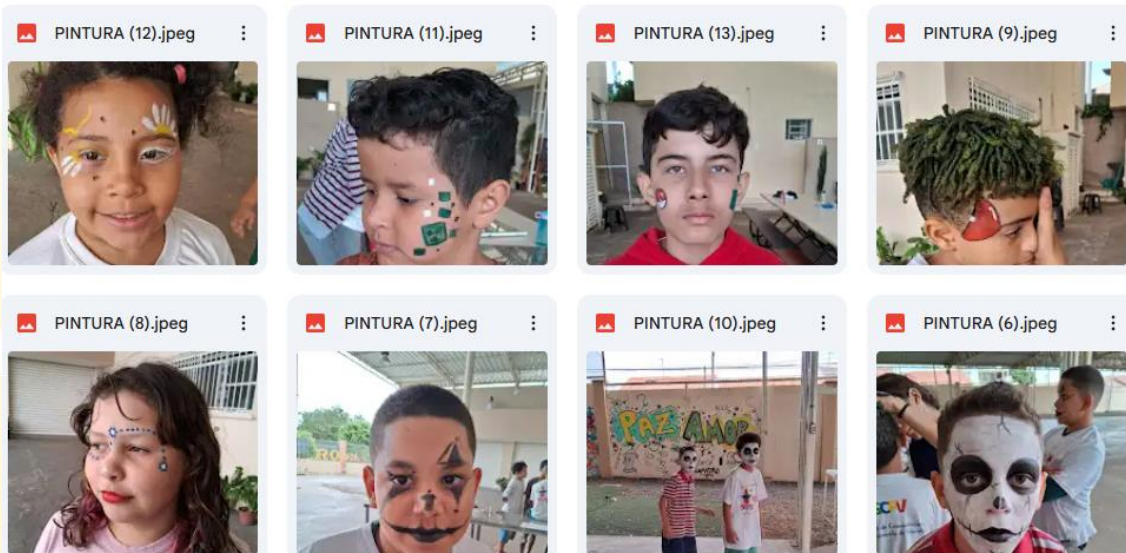 PINTURA (12).jpeg
PINTURA (11).jpeg
PINTURA (13).jpeg
PINTURA (9).jpeg
PINTURA (8).jpeg
PINTURA (7).jpeg
PINTURA (10).jpeg
PINTURA (6).jpeg
PAZ AMOR
SCFV